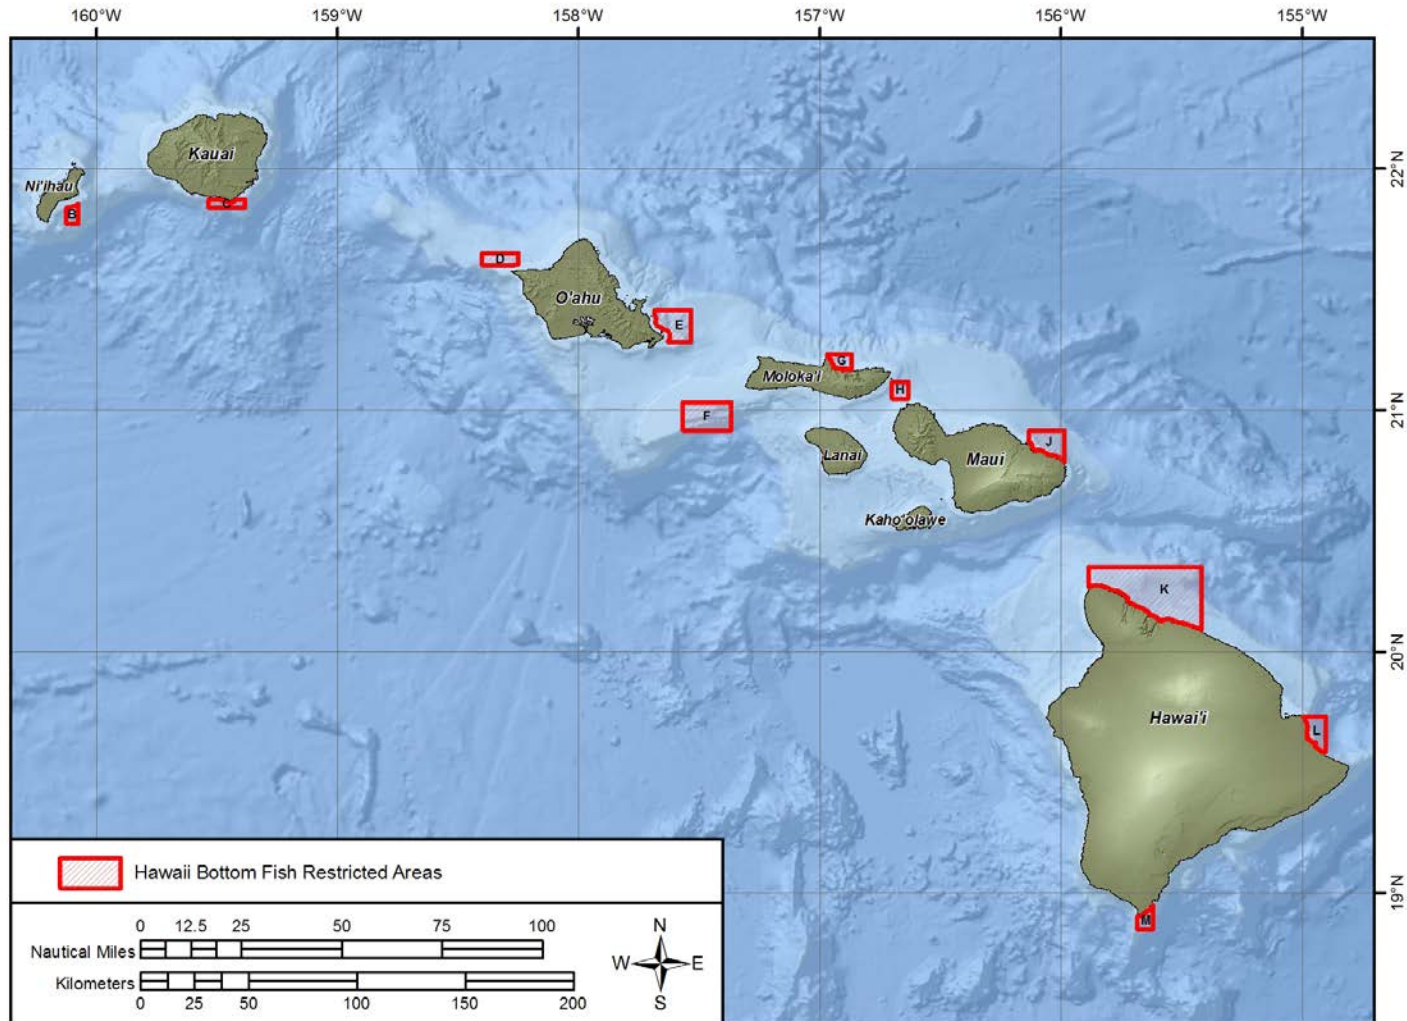 160°W 159°W 158°W 157°W 156°W 155°W
Kauai
22°N
Ni'ihau
B
C
D
O'ahu
E
G
Moloka'i
H
21°N
F
J
Lanai
Maui
Kaho'olawe
K
20°N
Hawai'i
L
Hawaii Bottom Fish Restricted Areas
19°N
M
0 12.5 25 50 75 100
Nautical Miles
Kilometers
0 25 50 100 150 200
N
W E
S